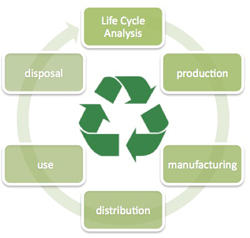 Life Cycle
Analysis
production
manufacturing
distribution
use
disposal